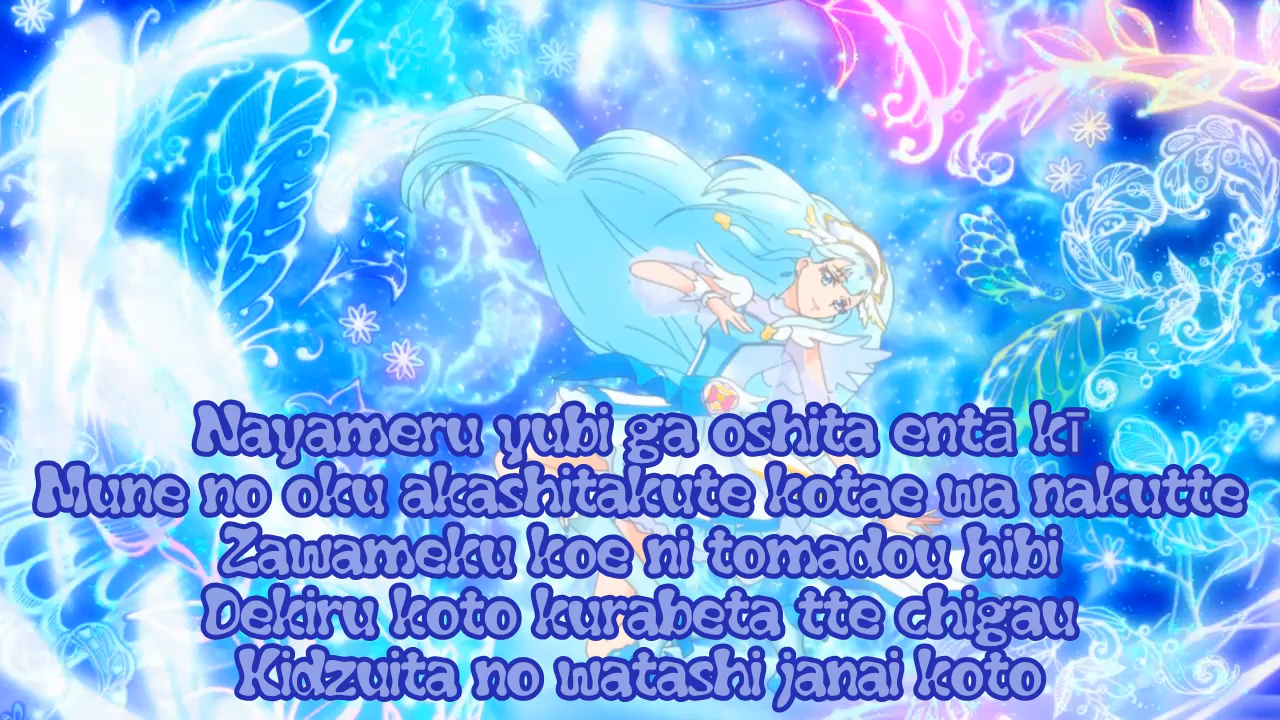 Nayameru yubi ga oshita entā kī
Mune no oku akashitakute kotae wa nakutte
Zawameku koe ni tomadou hibi
Dekiru koto kurabeta tte chigau
Kidzuita no watashi janai koto